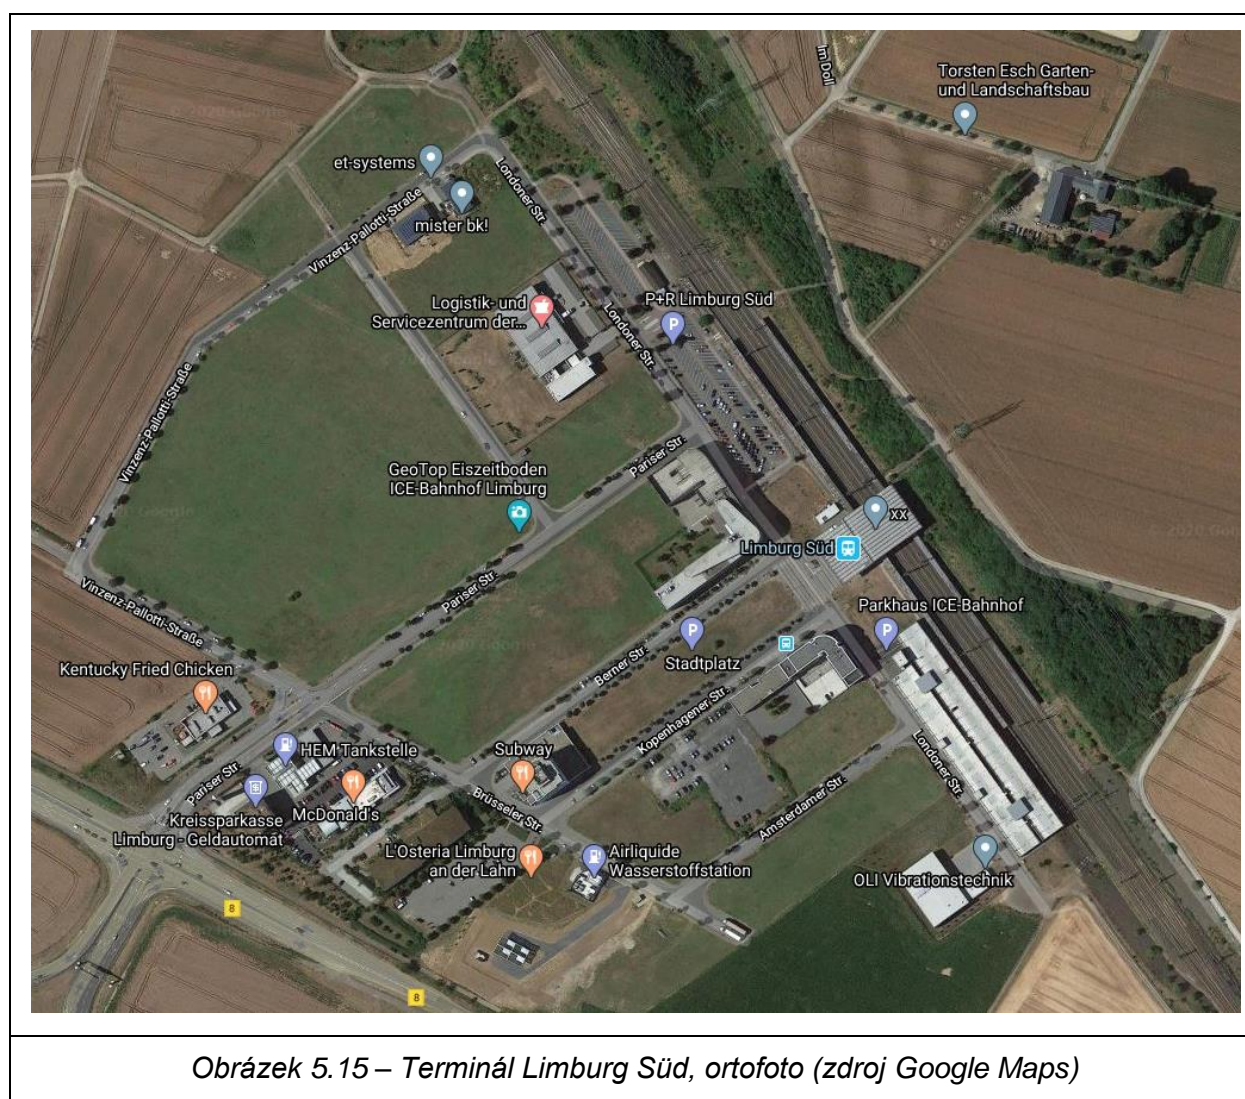 Im Doll
Torsten Esch Garten-
und Landschaftsbau
et-systems
Londoner Str.
mister bk!
Vinzenz-Pallotti-Straße
Logistik- und
Servicezentrum der...
P+R Limburg Süd
P
Londoner Str.
Vinzenz-Pallotti-Straße
Pariser Str.
GeoTop Eiszeitboden
ICE-Bahnhof Limburg
xx
Limburg Süd
Pariser Str.
Vinzenz-Pallotti-Straße
Parkhaus ICE-Bahnhof
P
P
Stadtplatz
Berner Str.
Kentucky Fried Chicken
Kopenhagener Str.
HEM Tankstelle
Subway
Londoner Str.
Pariser Str.
McDonald's
Kreissparkasse
Limburg - Geldautomat
Brüsseler Str.
Amsterdamer Str.
L'Osteria Limburg
an der Lahn
Airliquide
Wasserstoffstation
OLI Vibrationstechnik
8
8
Obrázek 5.15 – Terminál Limburg Süd, ortofoto (zdroj Google Maps)